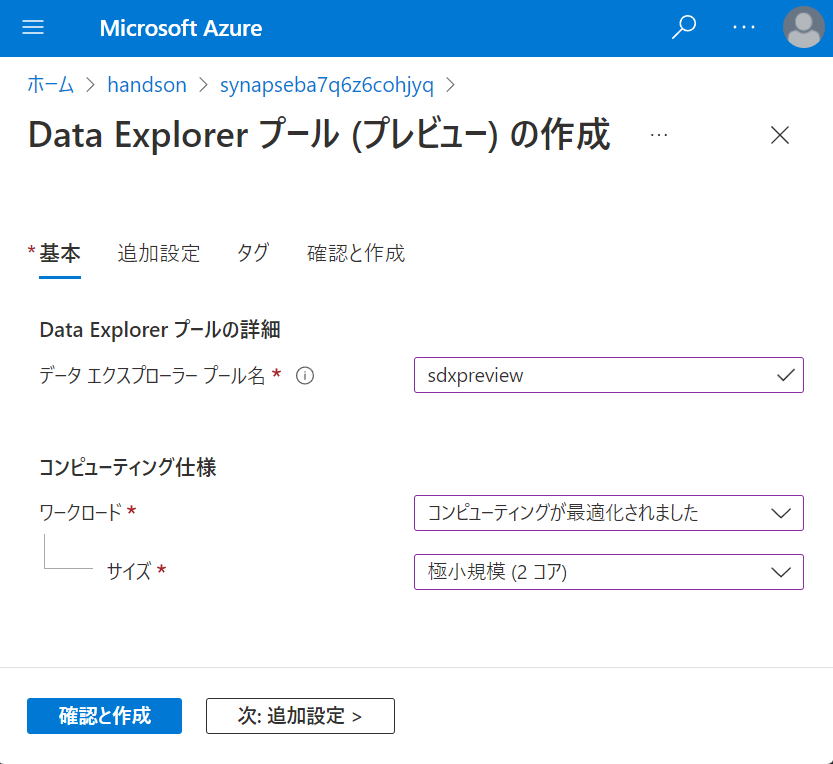 Microsoft Azure
ホーム > handson > synapseba7q6z6cohjyq >
Data Explorer プール (プレビュー) の作成 ...
* 基本 追加設定 タグ 確認と作成
Data Explorer プールの詳細
データ エクスプローラー プール名 * sdxpreview
コンピューティング仕様
ワークロード * コンピューティングが最適化されました
サイズ * 極小規模 (2 コア)
確認と作成 次: 追加設定 >